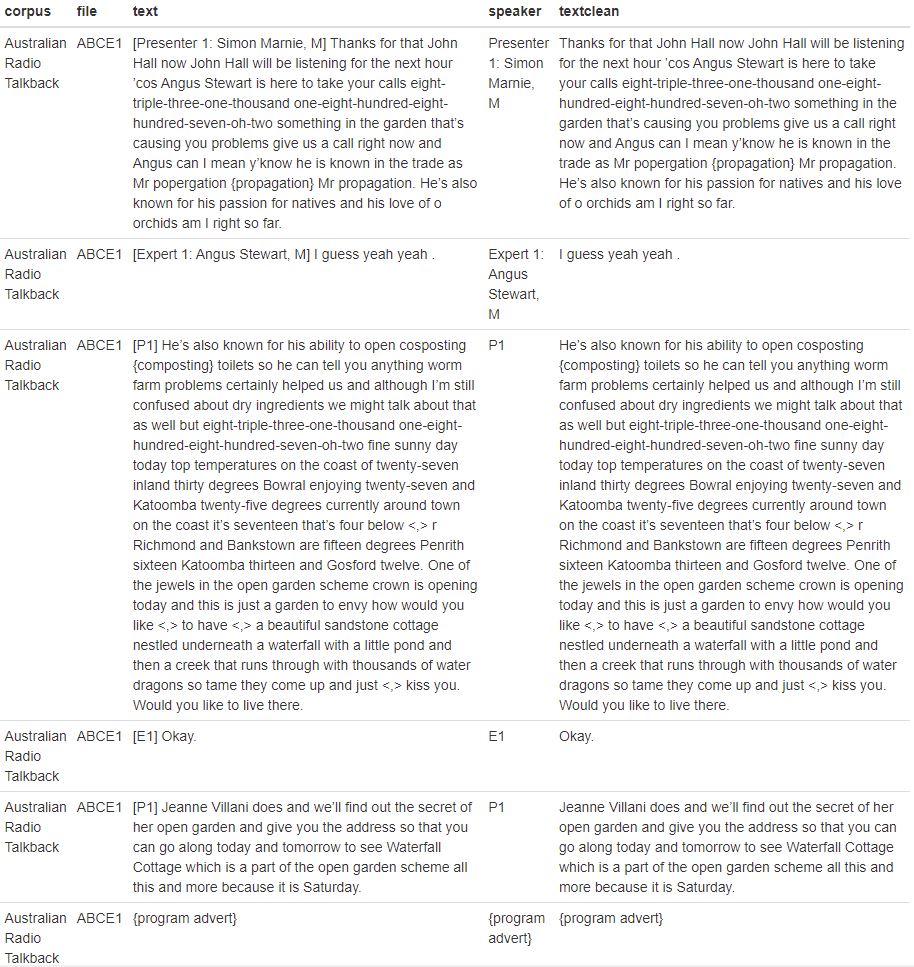 corpus file text speaker textclean
Australian Radio Talkback
ABCE1
[Presenter 1: Simon Marnie, M] Thanks for that John
Hall now John Hall will be listening for the next hour
’cos Angus Stewart is here to take your calls eight-
triple-three-one-thousand one-eight-hundred-eight-
hundred-seven-oh-two something in the garden that’s
causing you problems give us a call right now and
Angus can I mean y’know he is known in the trade as
Mr popergation {propagation} Mr propagation. He’s also
known for his passion for natives and his love of o
orchids am I right so far.
Presenter
1: Simon
Marnie,
M
Thanks for that John Hall now John Hall will be listening
for the next hour ’cos Angus Stewart is here to take
your calls eight-triple-three-one-thousand one-eight-
hundred-eight-hundred-seven-oh-two something in the
garden that’s causing you problems give us a call right
now and Angus can I mean y’know he is known in the
trade as Mr popergation {propagation} Mr propagation.
He’s also known for his passion for natives and his love
of o orchids am I right so far.
Australian
Radio
Talkback
ABCE1
[Expert 1: Angus Stewart, M] I guess yeah yeah .
Expert 1:
Angus
Stewart,
M
I guess yeah yeah .
Australian
Radio
Talkback
ABCE1
[P1] He’s also known for his ability to open cosposting
{composting} toilets so he can tell you anything worm
farm problems certainly helped us and although I’m still
confused about dry ingredients we might talk about that
as well but eight-triple-three-one-thousand one-eight-
hundred-eight-hundred-seven-oh-two fine sunny day
today top temperatures on the coast of twenty-seven
inland thirty degrees Bowral enjoying twenty-seven and
Katoomba twenty-five degrees currently around town
on the coast it’s seventeen that’s four below <,> r
Richmond and Bankstown are fifteen degrees Penrith
sixteen Katoomba thirteen and Gosford twelve. One of
the jewels in the open garden scheme crown is opening
today and this is just a garden to envy how would you
like <,> to have <,> a beautiful sandstone cottage
nestled underneath a waterfall with a little pond and
then a creek that runs through with thousands of water
dragons so tame they come up and just <,> kiss you.
Would you like to live there.
P1
He’s also known for his ability to open cosposting
{composting} toilets so he can tell you anything worm
farm problems certainly helped us and although I’m still
confused about dry ingredients we might talk about that
as well but eight-triple-three-one-thousand one-eight-
hundred-eight-hundred-seven-oh-two fine sunny day
today top temperatures on the coast of twenty-seven
inland thirty degrees Bowral enjoying twenty-seven and
Katoomba twenty-five degrees currently around town
on the coast it’s seventeen that’s four below <,> r
Richmond and Bankstown are fifteen degrees Penrith
sixteen Katoomba thirteen and Gosford twelve. One of
the jewels in the open garden scheme crown is opening
today and this is just a garden to envy how would you
like <,> to have <,> a beautiful sandstone cottage
nestled underneath a waterfall with a little pond and
then a creek that runs through with thousands of water
dragons so tame they come up and just <,> kiss you.
Would you like to live there.
Australian
Radio
Talkback
ABCE1
[E1] Okay.
E1
Okay.
Australian
Radio
Talkback
ABCE1
[P1] Jeanne Villani does and we’ll find out the secret of
her open garden and give you the address so that you
can go along today and tomorrow to see Waterfall
Cottage which is a part of the open garden scheme all
this and more because it is Saturday.
P1
Jeanne Villani does and we’ll find out the secret of her
open garden and give you the address so that you can
go along today and tomorrow to see Waterfall Cottage
which is a part of the open garden scheme all this and
more because it is Saturday.
Australian
Radio
Talkback
ABCE1
{program advert}
{program
advert}
{program advert}